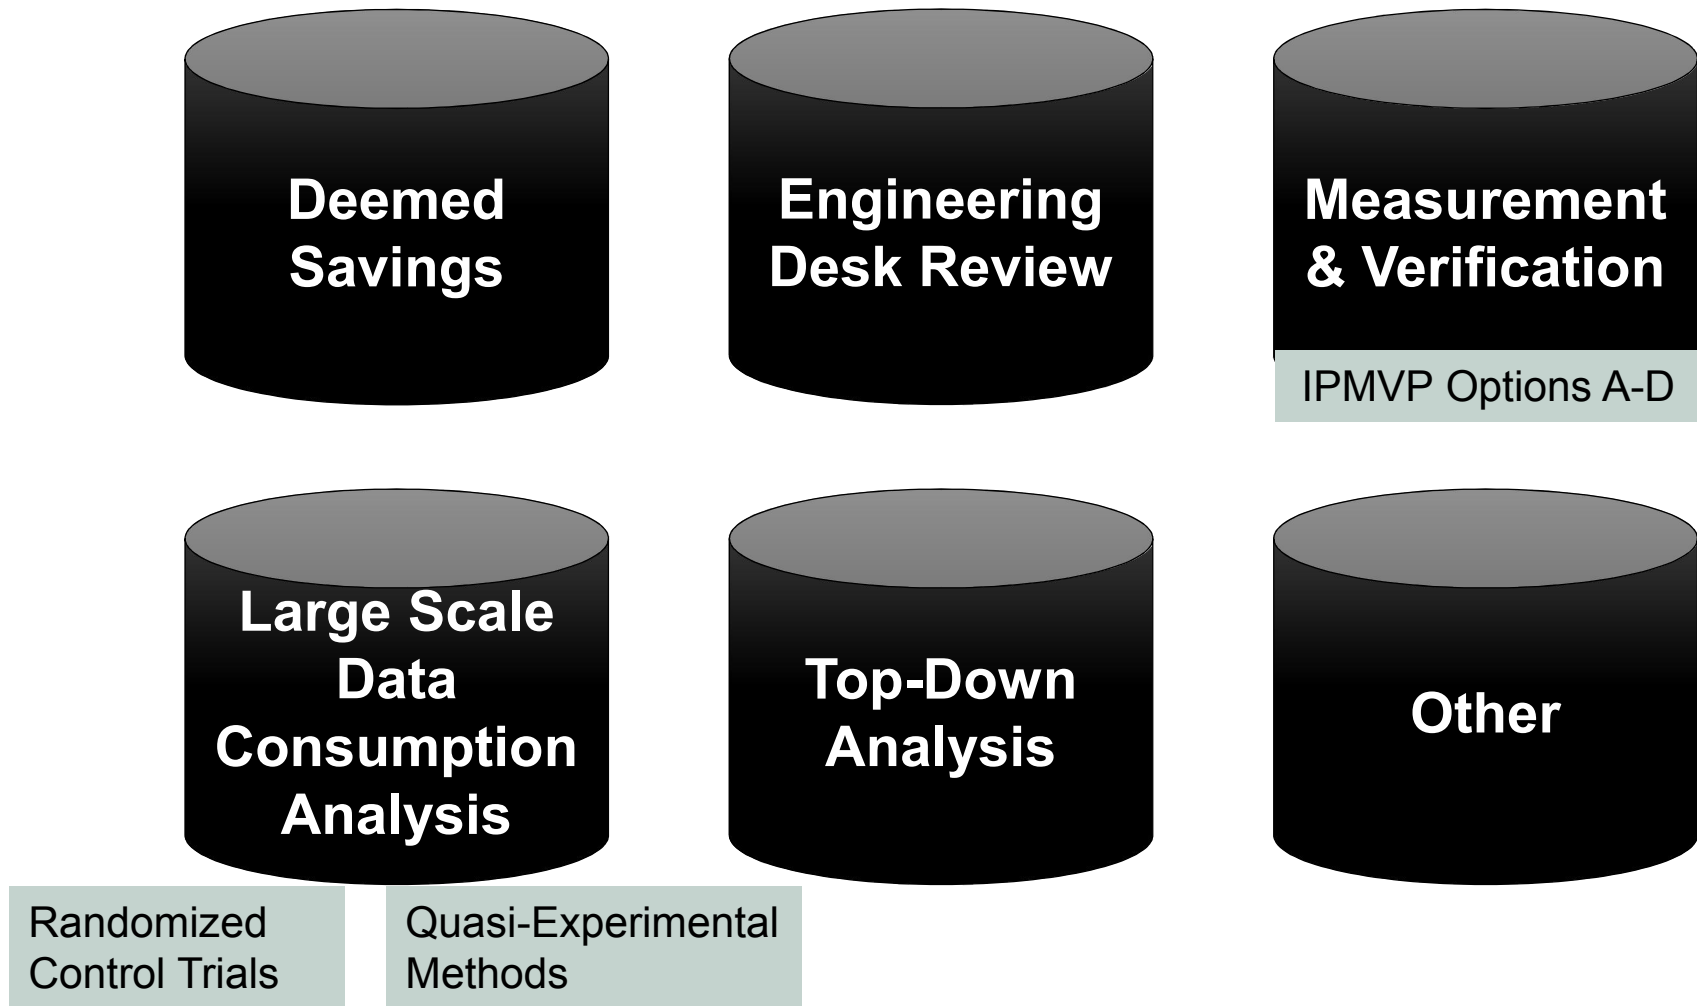 Deemed
Savings
Engineering
Desk Review
Measurement
& Verification
IPMVP Options A-D
Large Scale
Data
Consumption
Analysis
Top-Down
Analysis
Other
Randomized
Control Trials
Quasi-Experimental
Methods